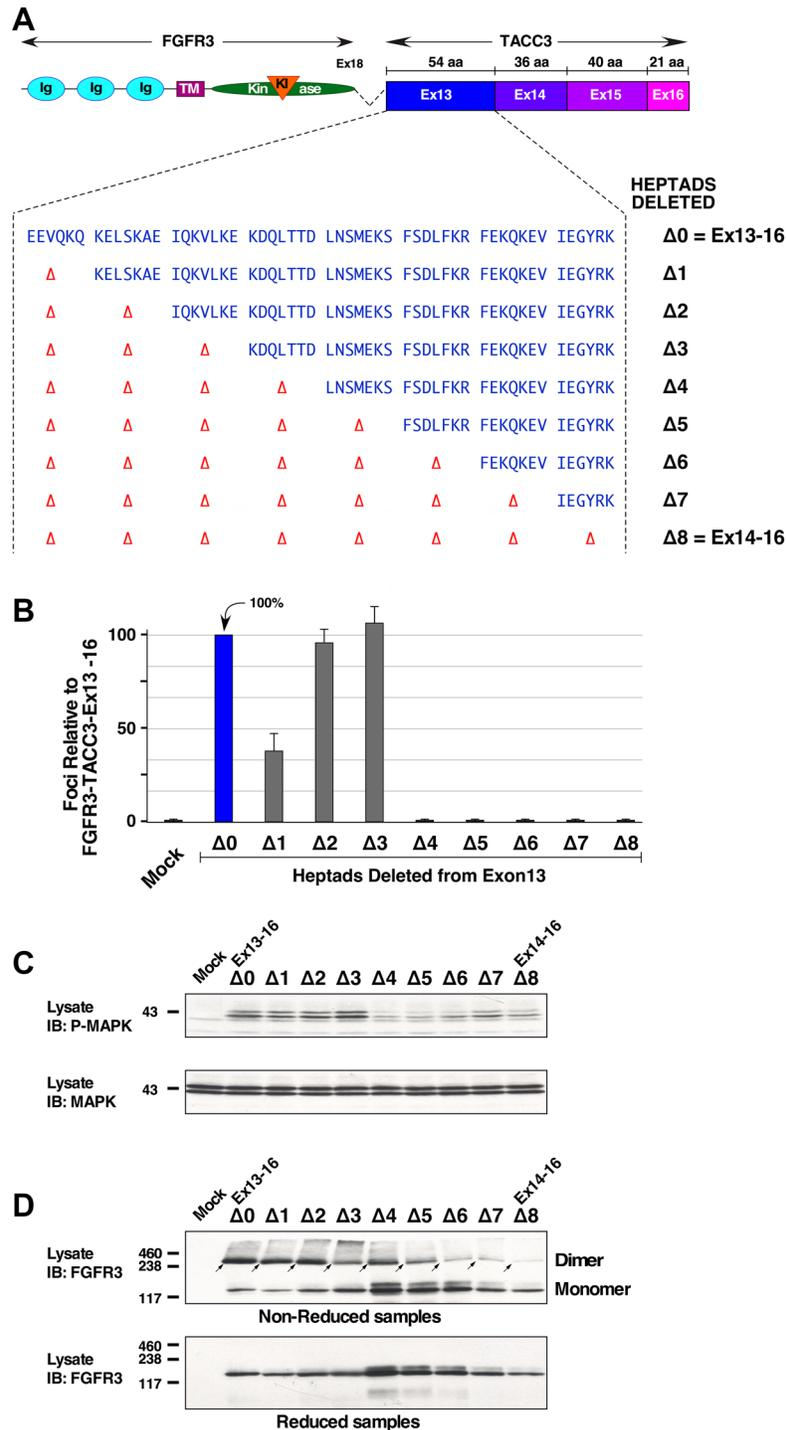 A
FGFR3 TACC3
Ex18 54 aa 36 aa 40 aa 21 aa
Ig Ig Ig TM Kin KI ase Ex13 Ex14 Ex15 Ex16
HEPTADS
DELETED
EEVQKQ KELSKAE IQKVLKE KDQLTTD LNSMEKS FSDLFKR FEKQKEV IEGYRK Δ0 = Ex13-16
Δ KELSKAE IQKVLKE KDQLTTD LNSMEKS FSDLFKR FEKQKEV IEGYRK Δ1
Δ Δ IQKVLKE KDQLTTD LNSMEKS FSDLFKR FEKQKEV IEGYRK Δ2
Δ Δ Δ KDQLTTD LNSMEKS FSDLFKR FEKQKEV IEGYRK Δ3
Δ Δ Δ Δ LNSMEKS FSDLFKR FEKQKEV IEGYRK Δ4
Δ Δ Δ Δ Δ FSDLFKR FEKQKEV IEGYRK Δ5
Δ Δ Δ Δ Δ Δ FEKQKEV IEGYRK Δ6
Δ Δ Δ Δ Δ Δ Δ IEGYRK Δ7
Δ Δ Δ Δ Δ Δ Δ Δ Δ8 = Ex14-16
B
Foci Relative to
FGFR3-TACC3-Ex13 -16
100%
100
50
0
Mock Δ0 Δ1 Δ2 Δ3 Δ4 Δ5 Δ6 Δ7 Δ8
Heptads Deleted from Exon13
C
Mock Ex13-16 Ex14-16
Δ0 Δ1 Δ2 Δ3 Δ4 Δ5 Δ6 Δ7 Δ8
Lysate
IB: P-MAPK
43
Lysate
IB: MAPK
43
D
Mock Ex13-16 Ex14-16
Δ0 Δ1 Δ2 Δ3 Δ4 Δ5 Δ6 Δ7 Δ8
Lysate
IB: FGFR3
460
238
117
Dimer
Monomer
Non-Reduced samples
Lysate
IB: FGFR3
460
238
117
Reduced samples